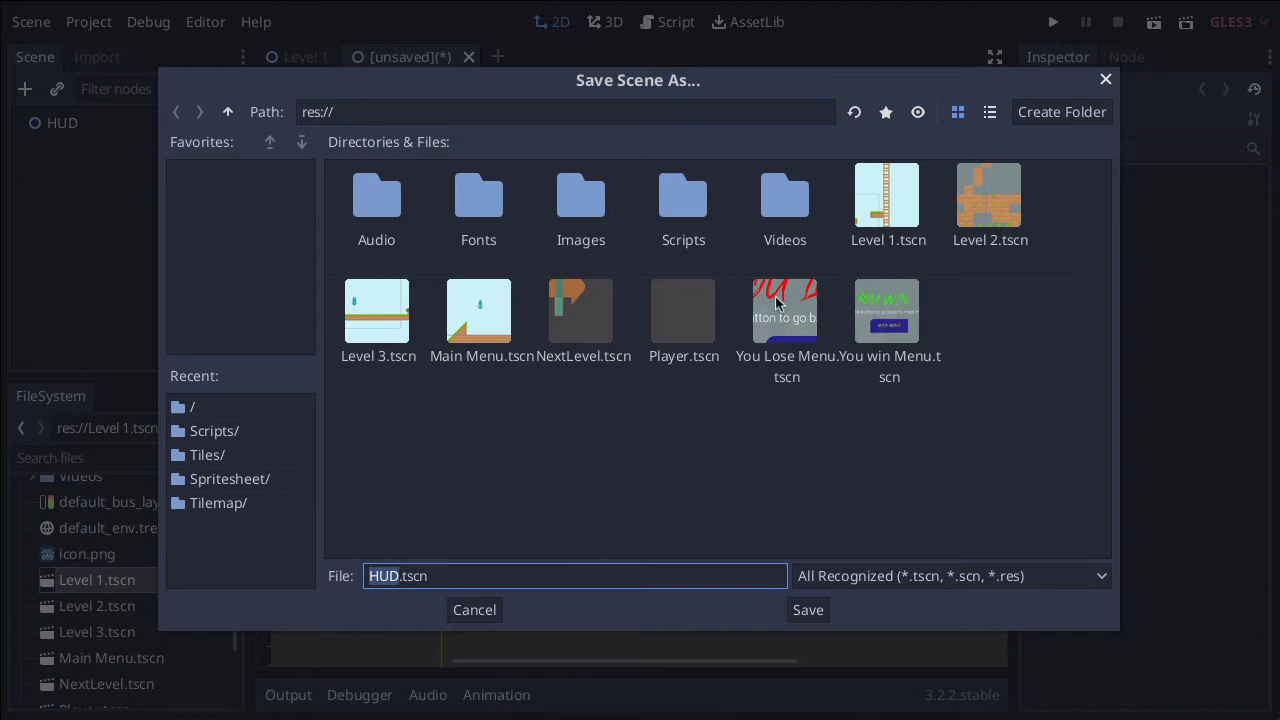 Scene Project Debug Editor Help
2D 3D Script AssetLib
GLES3
Scene Import
Level 1 [unsaved](*)
Inspector Node
Filter nodes
HUD
Save Scene As...
Path: res://
Create Folder
Favorites:
Directories & Files:
Audio Fonts Images Scripts Videos Level 1.tscn Level 2.tscn
Level 3.tscn Main Menu.tscn NextLevel.tscn Player.tscn You Lose Menu.tscn You win Menu.tscn
Recent:
/
Scripts/
Tiles/
Spritesheet/
Tilemap/
File: HUD.tscn
All Recognized (*.tscn, *.scn, *.res)
Cancel Save
FileSystem
res://Level 1.tscn
Search files
Videos
default_bus_lay
default_env.tre
icon.png
Level 1.tscn
Level 2.tscn
Level 3.tscn
Main Menu.tscn
NextLevel.tscn
Player.tscn
Output Debugger Audio Animation
3.2.2.stable